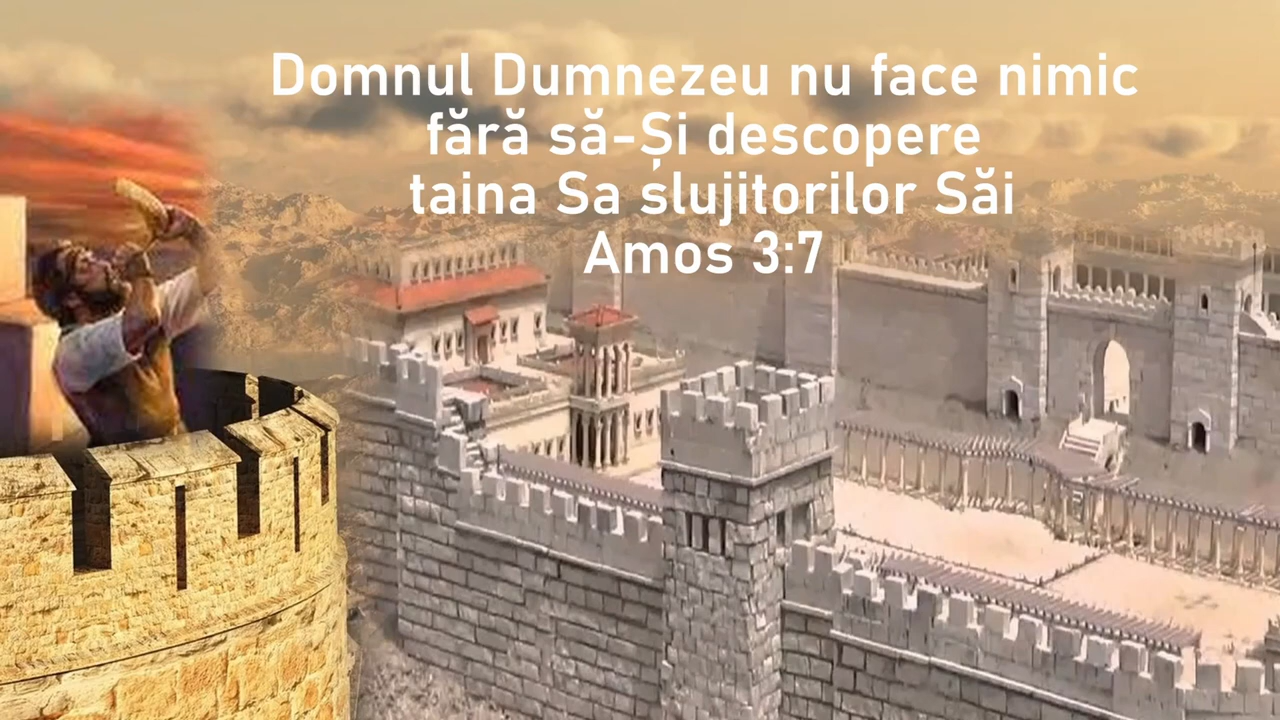 Domnul Dumnezeu nu face nimic
fără să-Și descopere
taina Sa slujitorilor Săi
Amos 3:7